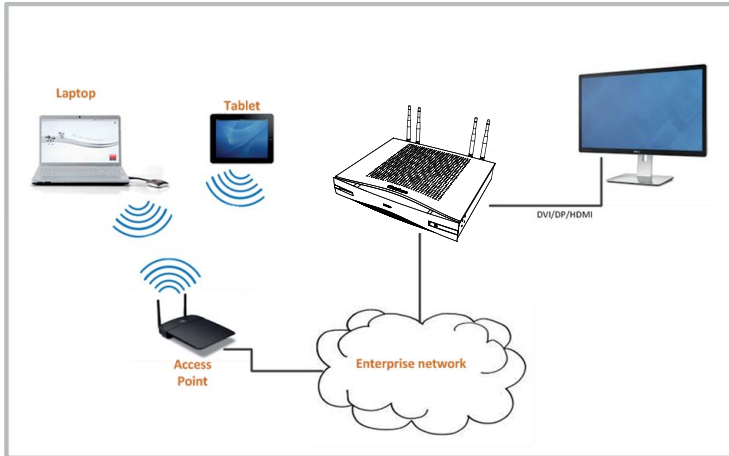 Laptop
Tablet
DVI/DP/HDMI
Access
Point
Enterprise network